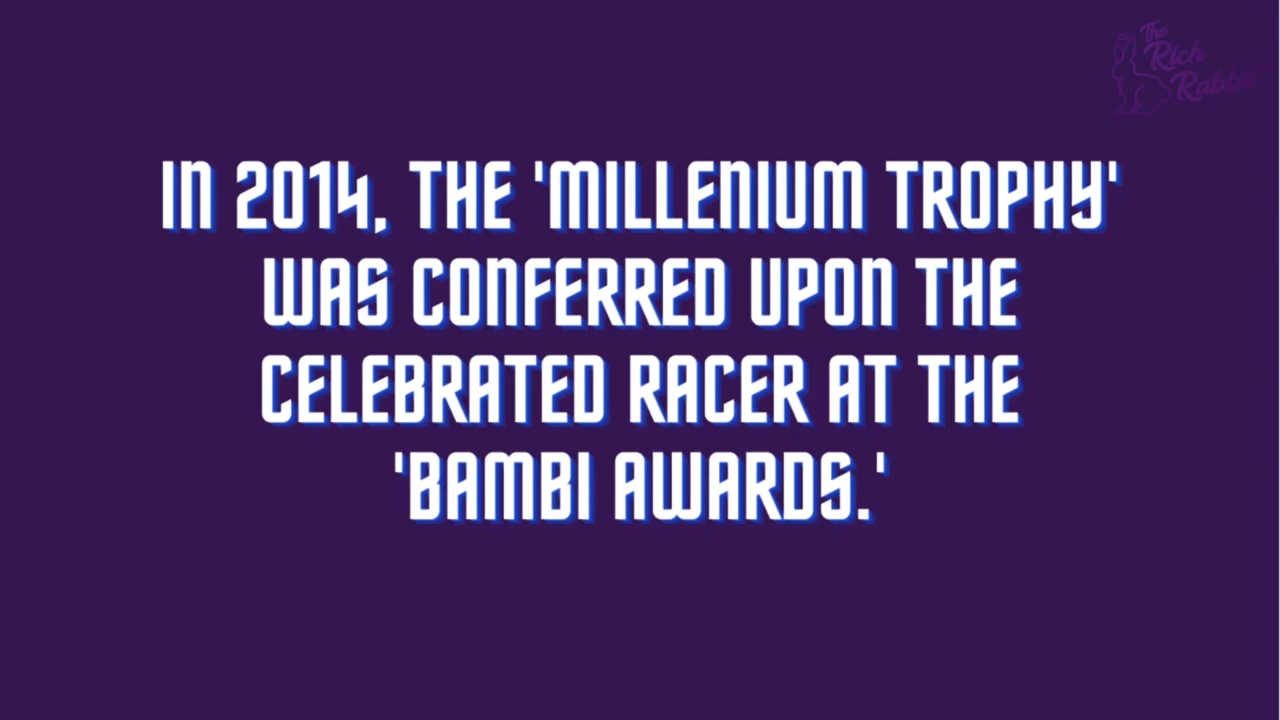 The
Rich
Rabbit
IN 2014, THE 'MILLENIUM TROPHY'
WAS CONFERRED UPON THE
CELEBRATED RACER AT THE
'BAMBI AWARDS.'